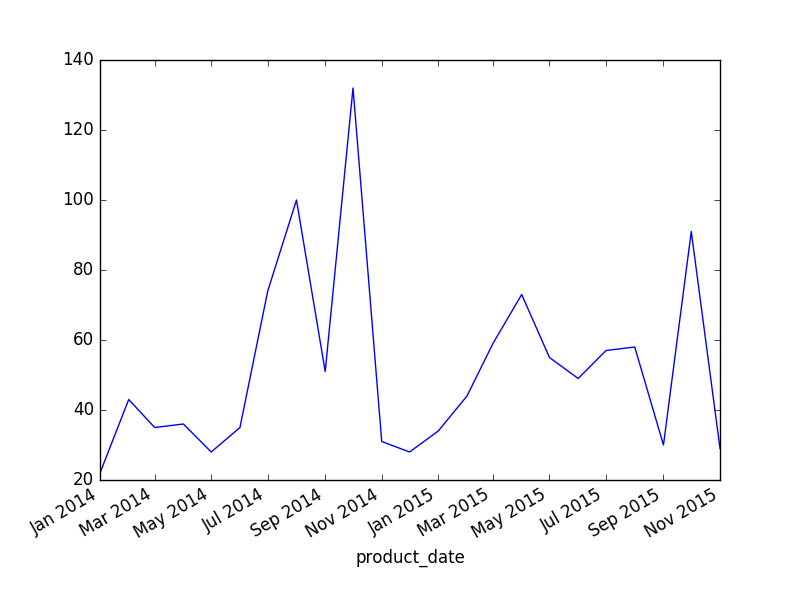 140
120
100
80
60
40
20
Jan 2014
Mar 2014
May 2014
Jul 2014
Sep 2014
Nov 2014
Jan 2015
Mar 2015
May 2015
Jul 2015
Sep 2015
Nov 2015
product_date